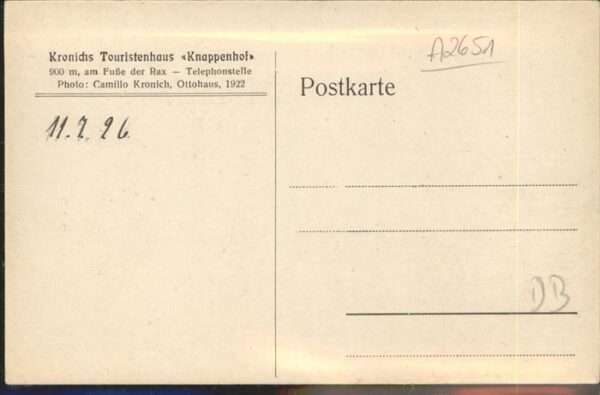 Kronichs Touristenhaus «Knappenhof»
900 m, am Fuße der Rax — Telephonstelle
Photo: Camillo Kronich, Ottohaus, 1922
11. 7. 26
A2651
Postkarte
DB